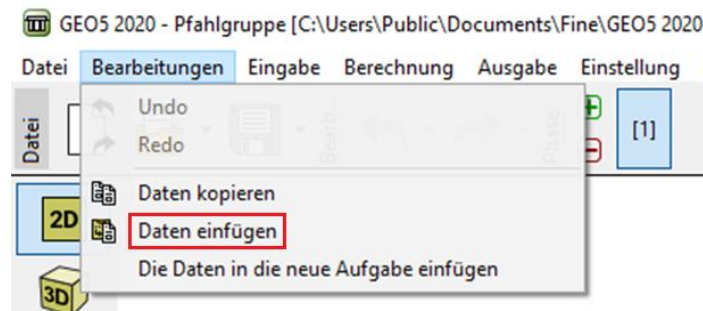 GEO5 2020 - Pfahlgruppe [C:\Users\Public\Documents\Fine\GEO5 2020
Datei Bearbeitungen Eingabe Berechnung Ausgabe Einstellung
Datei
Undo
Redo
Phase
[1]
Daten kopieren
Daten einfügen
Die Daten in die neue Aufgabe einfügen
2D
3D